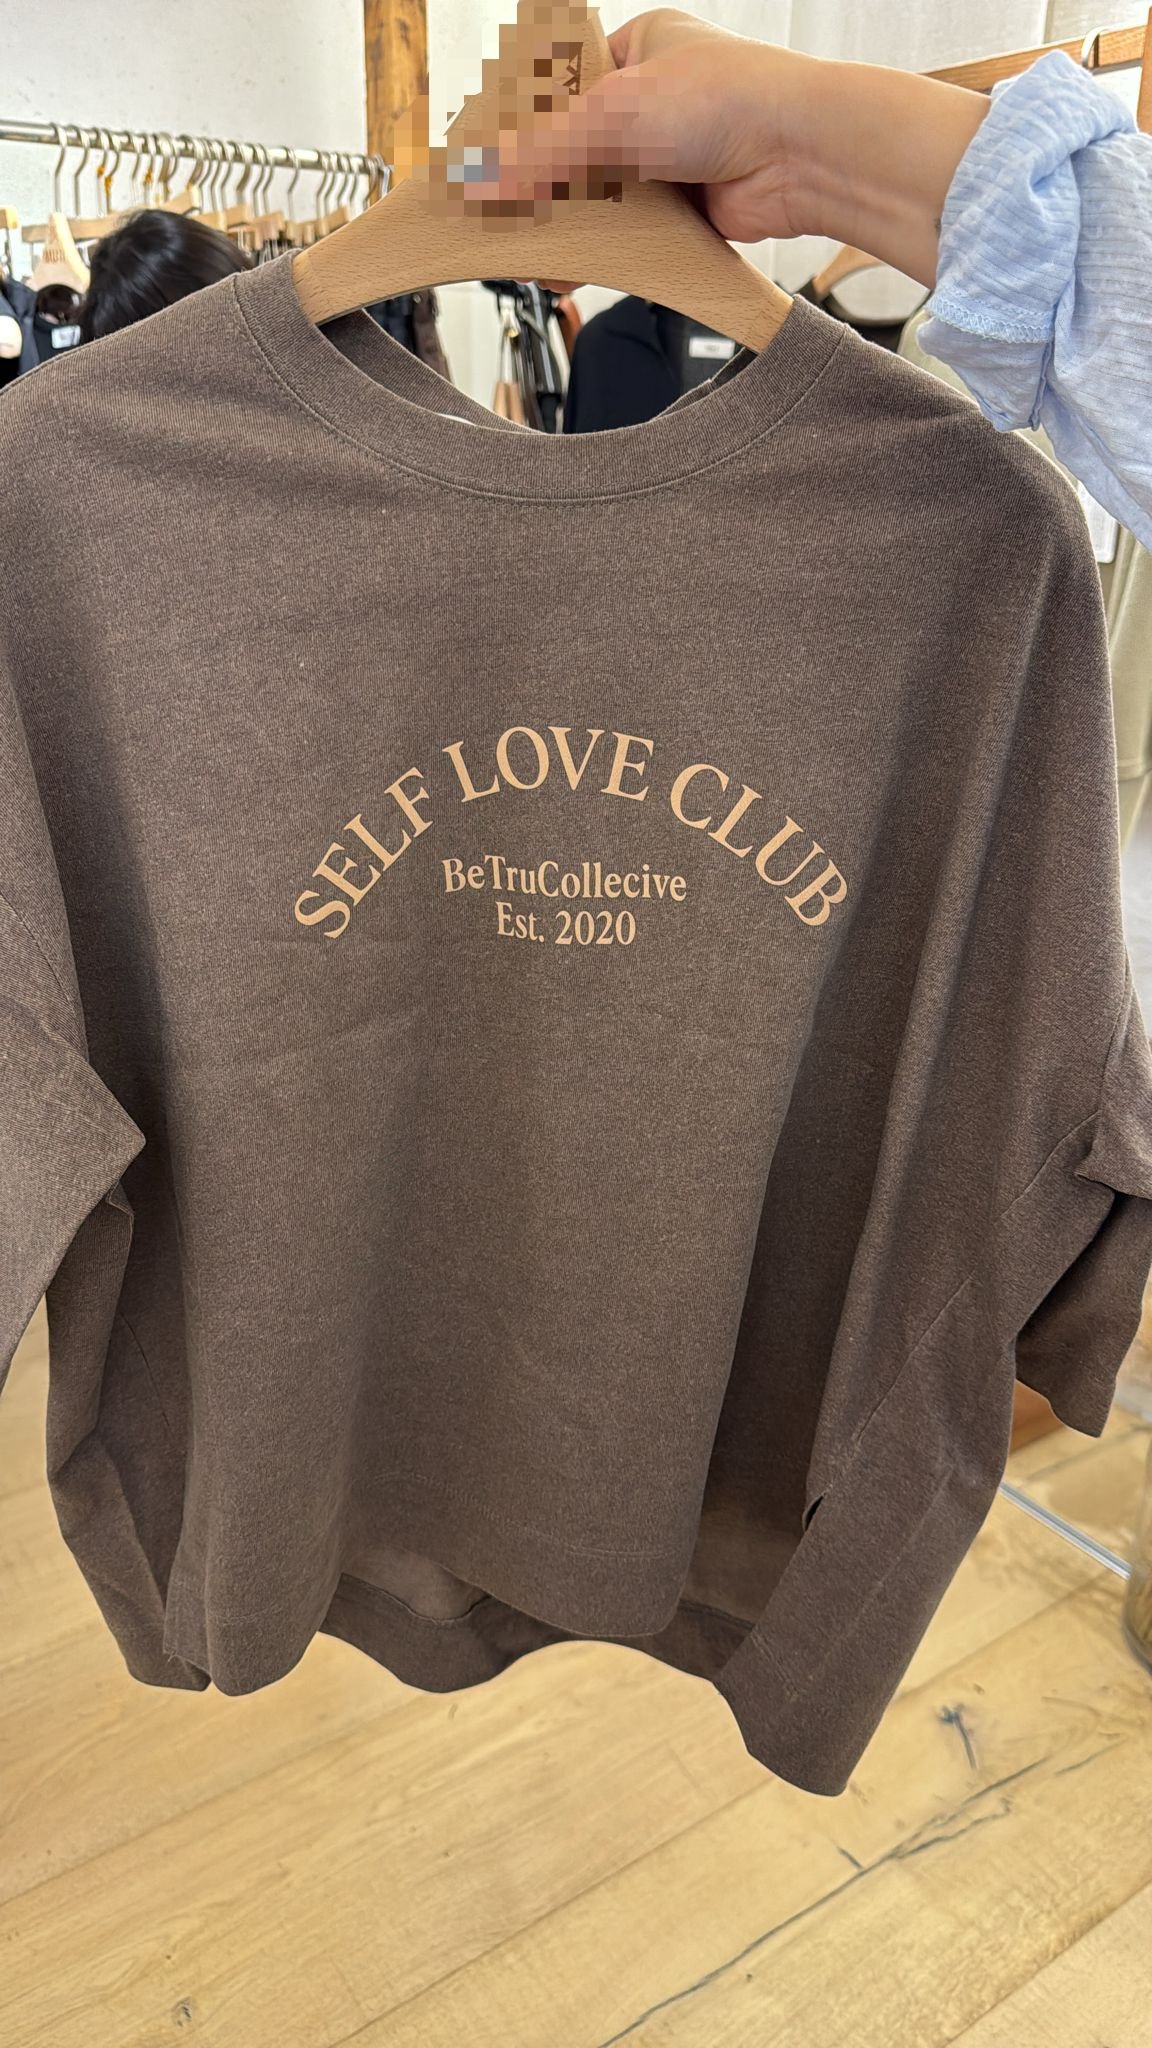 SELF LOVE CLUB
BeTruCollecive
Est. 2020